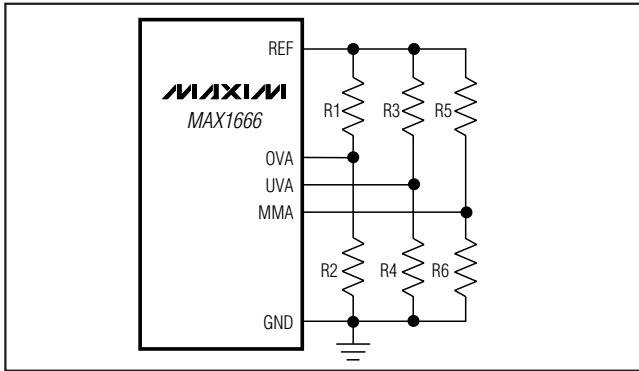 REF
MAXIM
MAX1666
R1 R3 R5
OVA
UVA
MMA
R2 R4 R6
GND